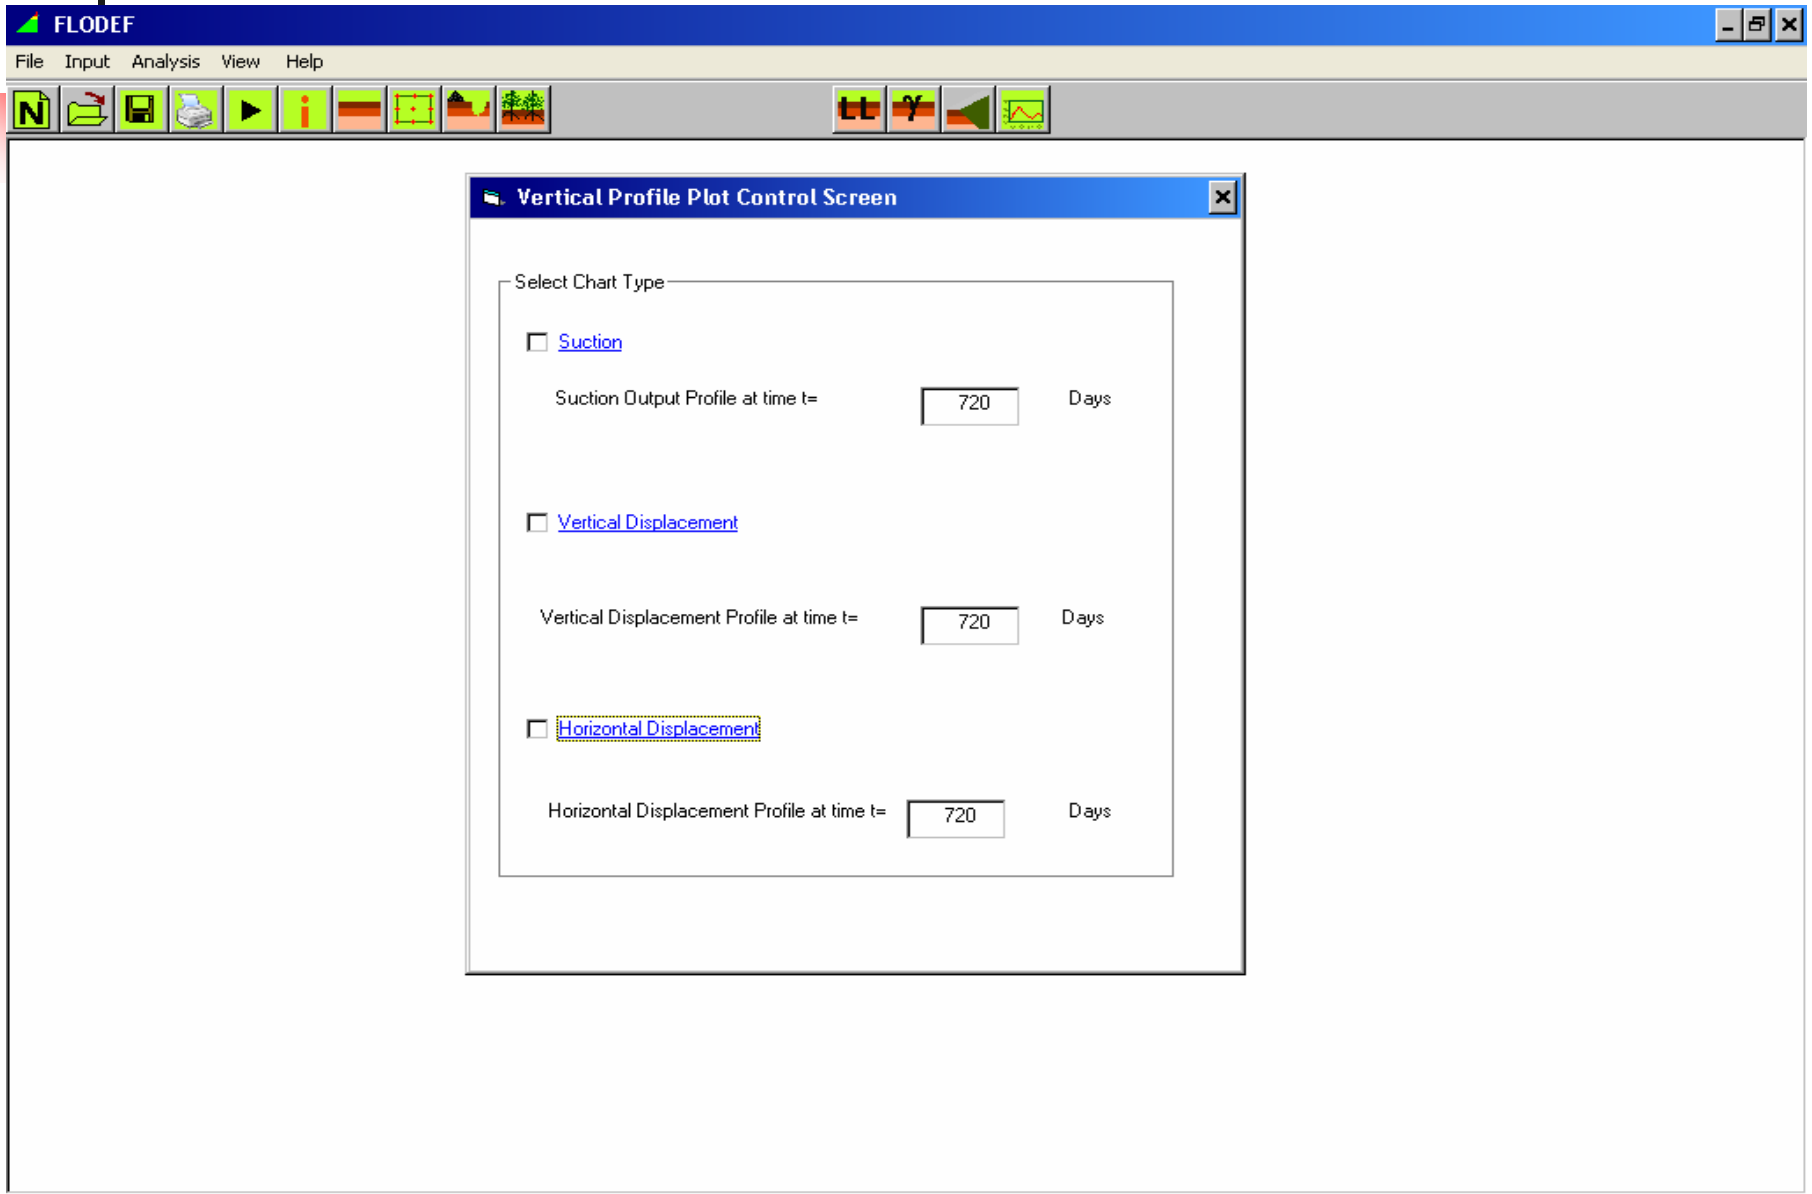 FLODEF
File Input Analysis View Help
N
LL γ
Vertical Profile Plot Control Screen
Select Chart Type
Suction
Suction Output Profile at time t= 720 Days
Vertical Displacement
Vertical Displacement Profile at time t= 720 Days
Horizontal Displacement
Horizontal Displacement Profile at time t= 720 Days